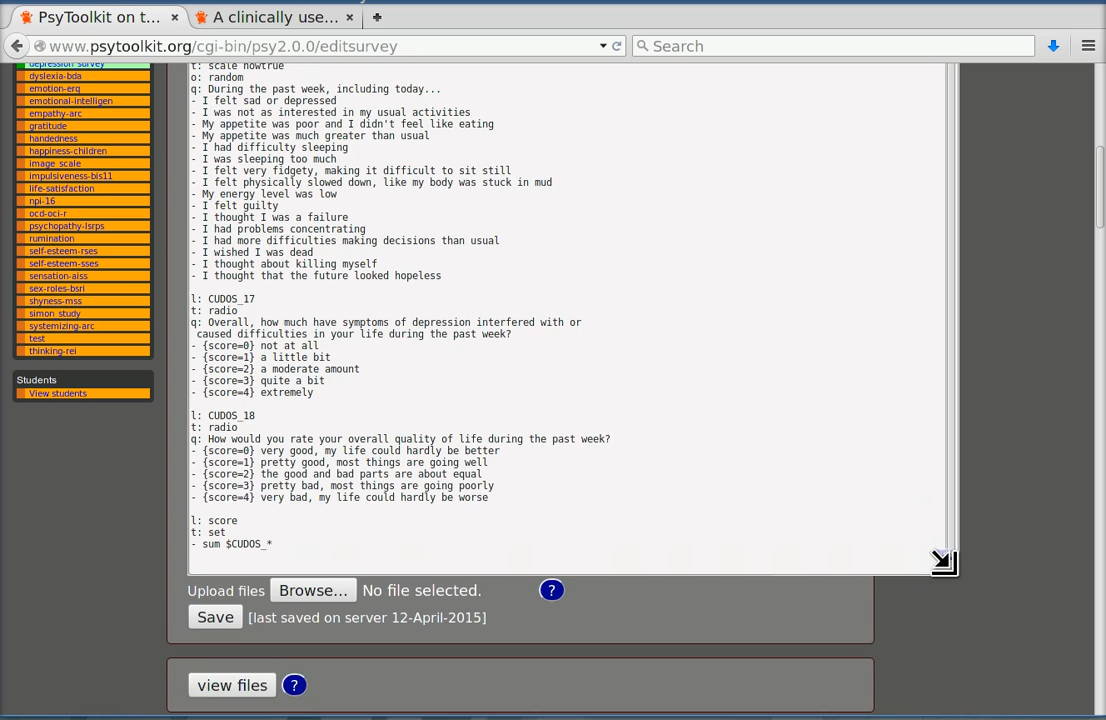 PsyToolkit on t...
A clinically use...
www.psytoolkit.org/cgi-bin/psy2.0.0/editsurvey
Search
depression_survey
dyslexia-bda
emotion-erq
emotional-intelligen
empathy-arc
gratitude
handedness
happiness-children
image_scale
impulsiveness-bis11
life-satisfaction
npi-16
ocd-oci-r
psychopathy-lsrps
rumination
self-esteem-rses
self-esteem-sses
sensation-aiss
sex-roles-bsri
shyness-mss
simon_study
systemizing-arc
test
thinking-rei
Students
View students
t: scale howtrue
o: random
q: During the past week, including today...
- I felt sad or depressed
- I was not as interested in my usual activities
- My appetite was poor and I didn't feel like eating
- My appetite was much greater than usual
- I had difficulty sleeping
- I was sleeping too much
- I felt very fidgety, making it difficult to sit still
- I felt physically slowed down, like my body was stuck in mud
- My energy level was low
- I felt guilty
- I thought I was a failure
- I had problems concentrating
- I had more difficulties making decisions than usual
- I wished I was dead
- I thought about killing myself
- I thought that the future looked hopeless
l: CUDOS_17
t: radio
q: Overall, how much have symptoms of depression interfered with or
caused difficulties in your life during the past week?
- {score=0} not at all
- {score=1} a little bit
- {score=2} a moderate amount
- {score=3} quite a bit
- {score=4} extremely
l: CUDOS_18
t: radio
q: How would you rate your overall quality of life during the past week?
- {score=0} very good, my life could hardly be better
- {score=1} pretty good, most things are going well
- {score=2} the good and bad parts are about equal
- {score=3} pretty bad, most things are going poorly
- {score=4} very bad, my life could hardly be worse
l: score
t: set
- sum $CUDOS_*
Upload files Browse... No file selected. ?
Save [last saved on server 12-April-2015]
view files ?